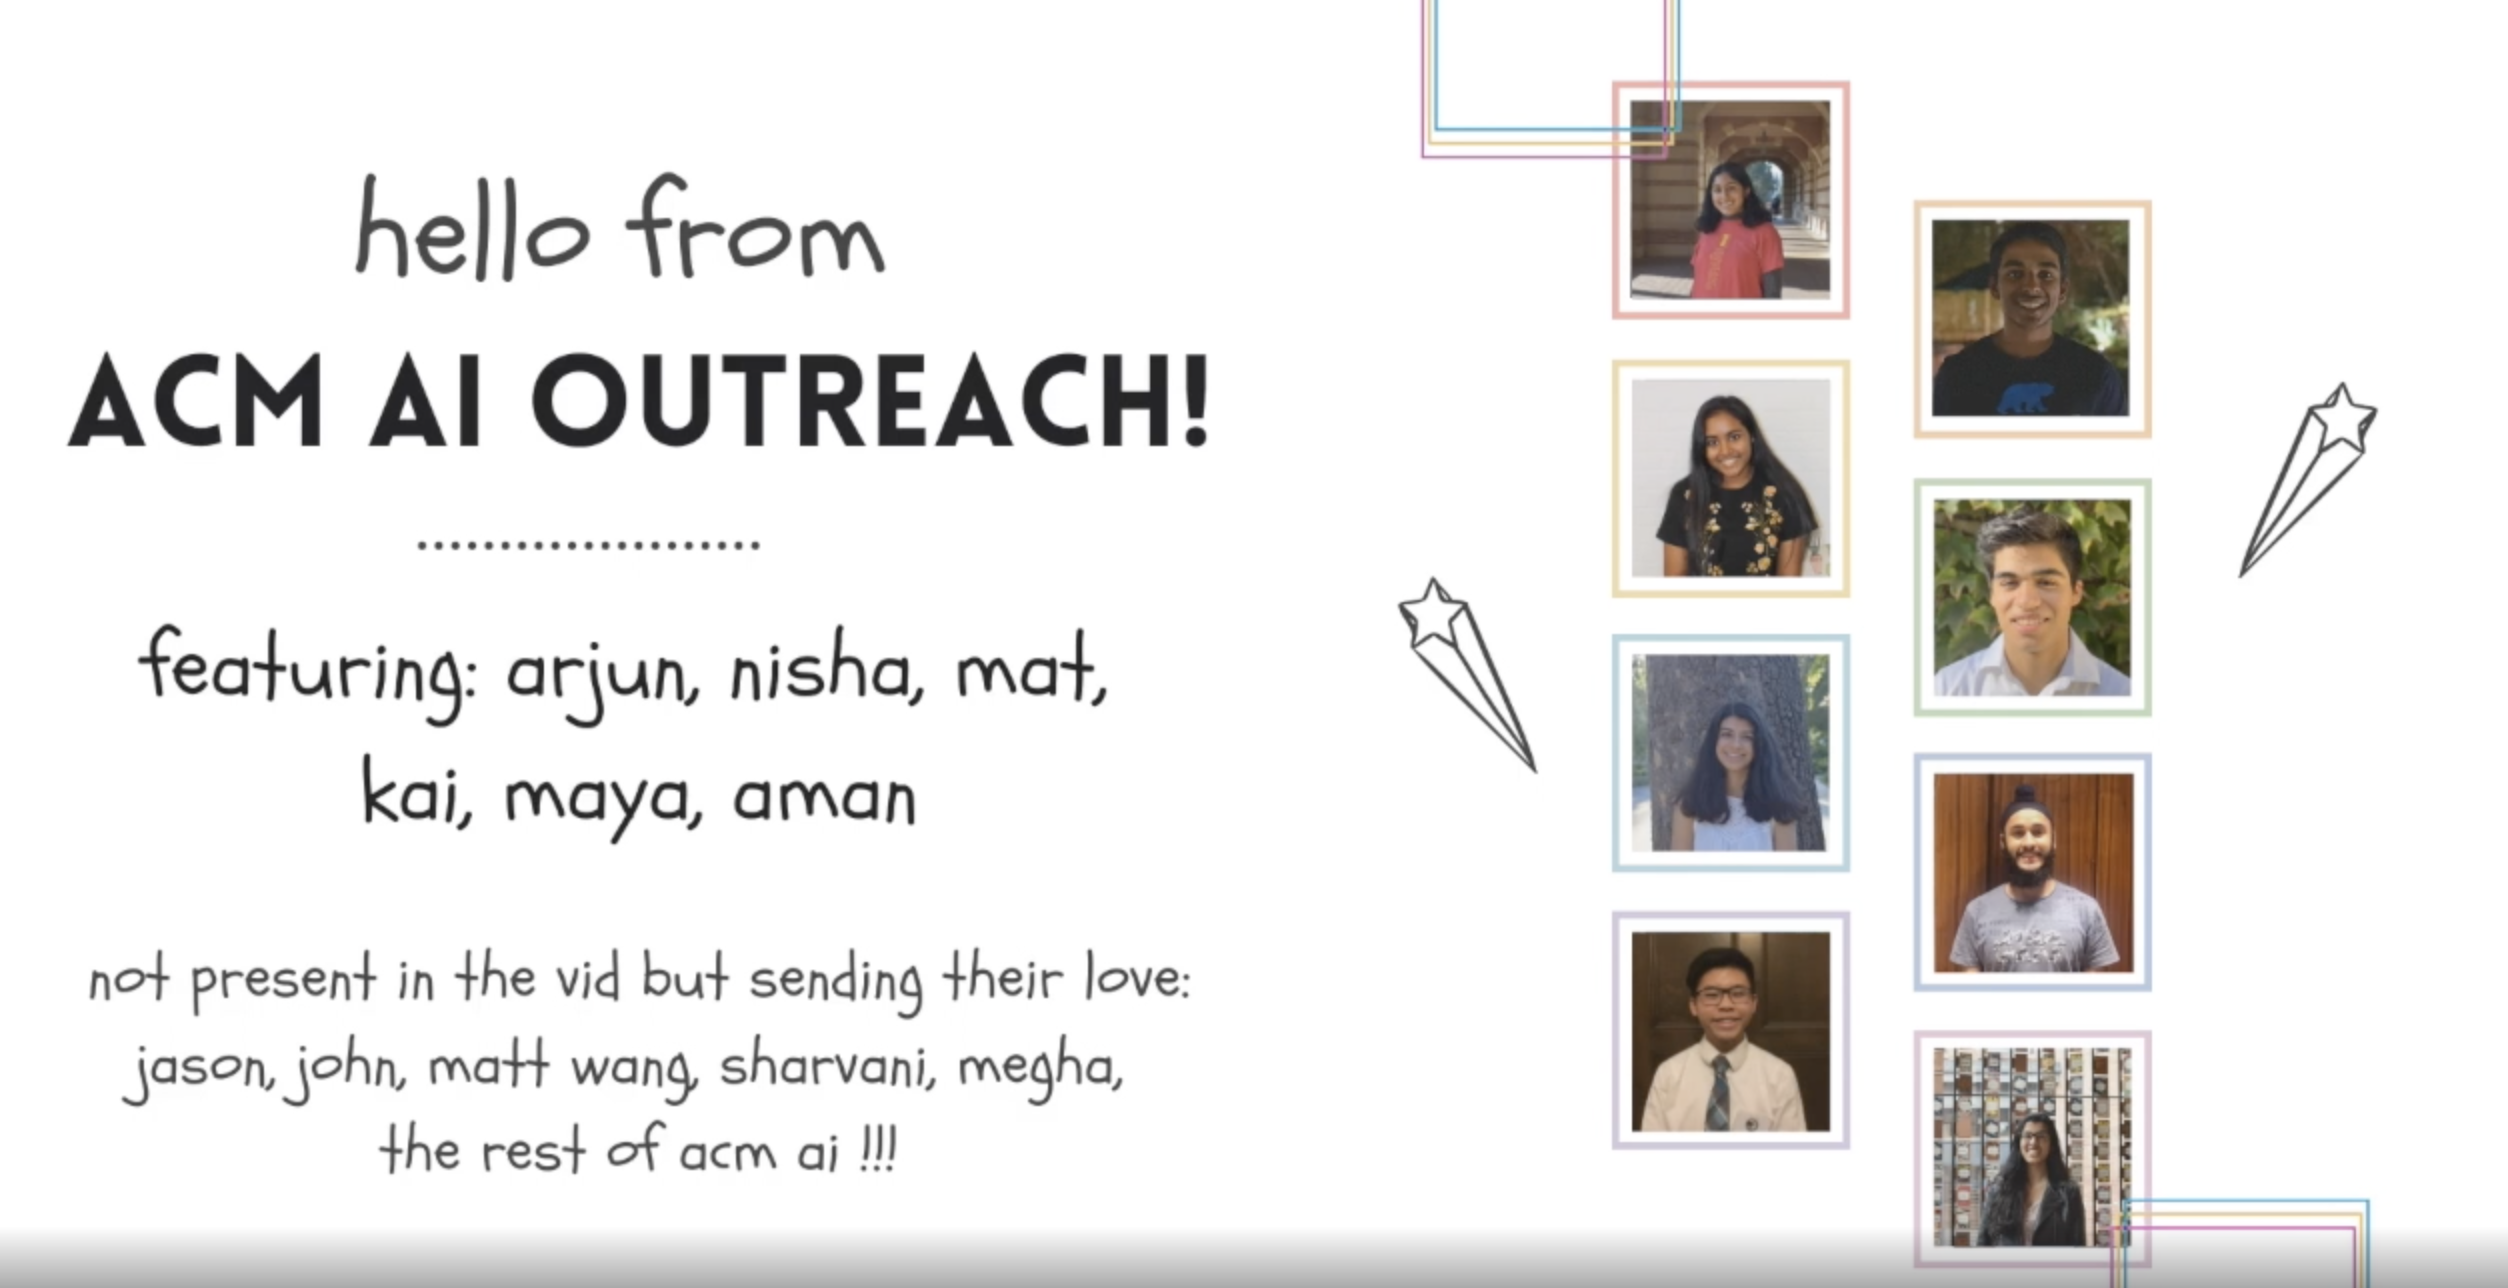 hello from
ACM AI OUTREACH!
featuring: arjun, nisha, mat,
kai, maya, aman
not present in the vid but sending their love:
jason, john, matt wang, sharvani, megha,
the rest of acm ai !!!